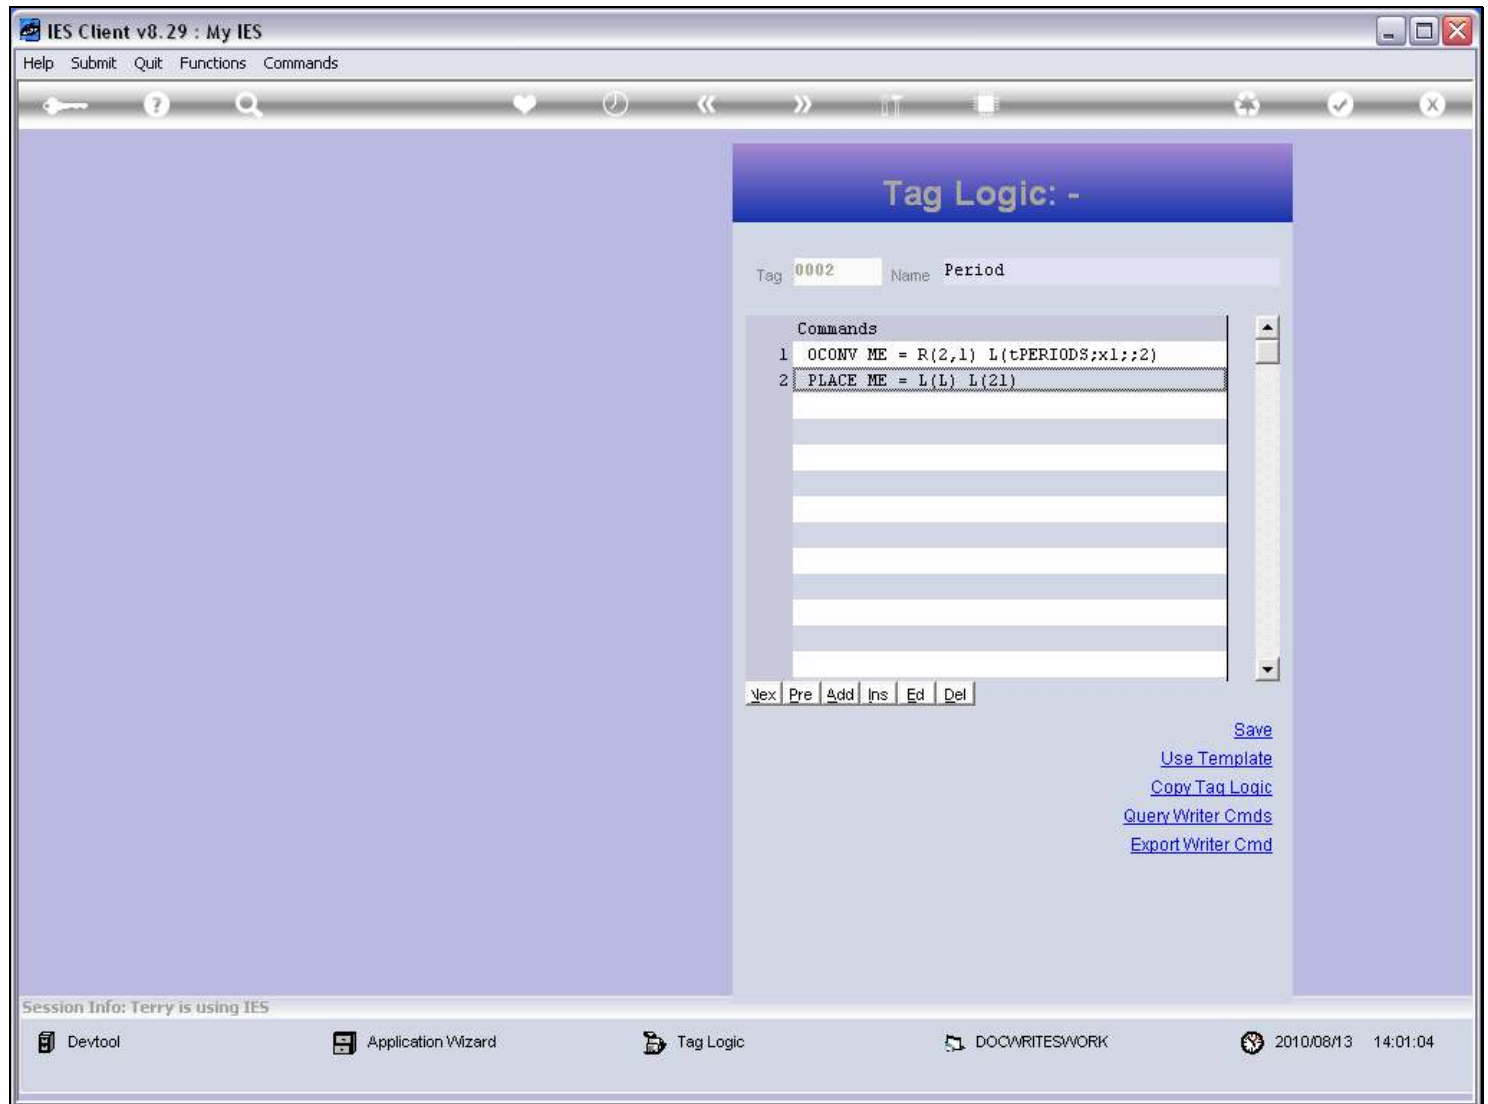 IES Client v8.29 : My IES
Help Submit Quit Functions Commands
Tag Logic: -
Tag 0002 Name Period
Commands
1 OCONV ME = R(2,1) L(tPERIODS;x1;;2)
2 PLACE ME = L(L) L(21)
Nex Pre Add Ins Ed Del
Save
Use Template
Copy Tag Logic
Query Writer Cmds
Export Writer Cmd
Session Info: Terry is using IES
Devtool Application Wizard Tag Logic DOCWRITESWORK 2010/08/13 14:01:04